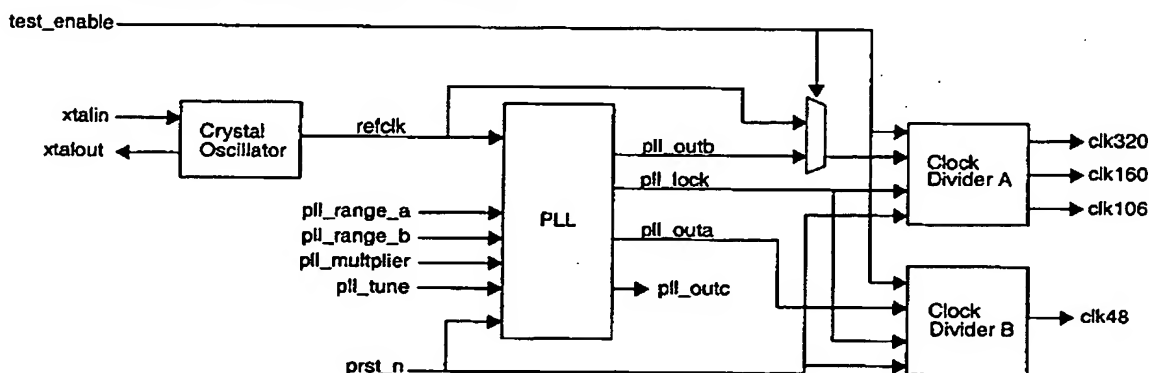 test_enable
xtalin
xtalout
Crystal
Oscillator
refclk
pll_outb
pll_lock
pll_outa
pll_outc
PLL
pll_range_a
pll_range_b
pll_multplier
pll_tune
prst_n
Clock
Divider A
clk320
clk160
clk106
Clock
Divider B
clk48